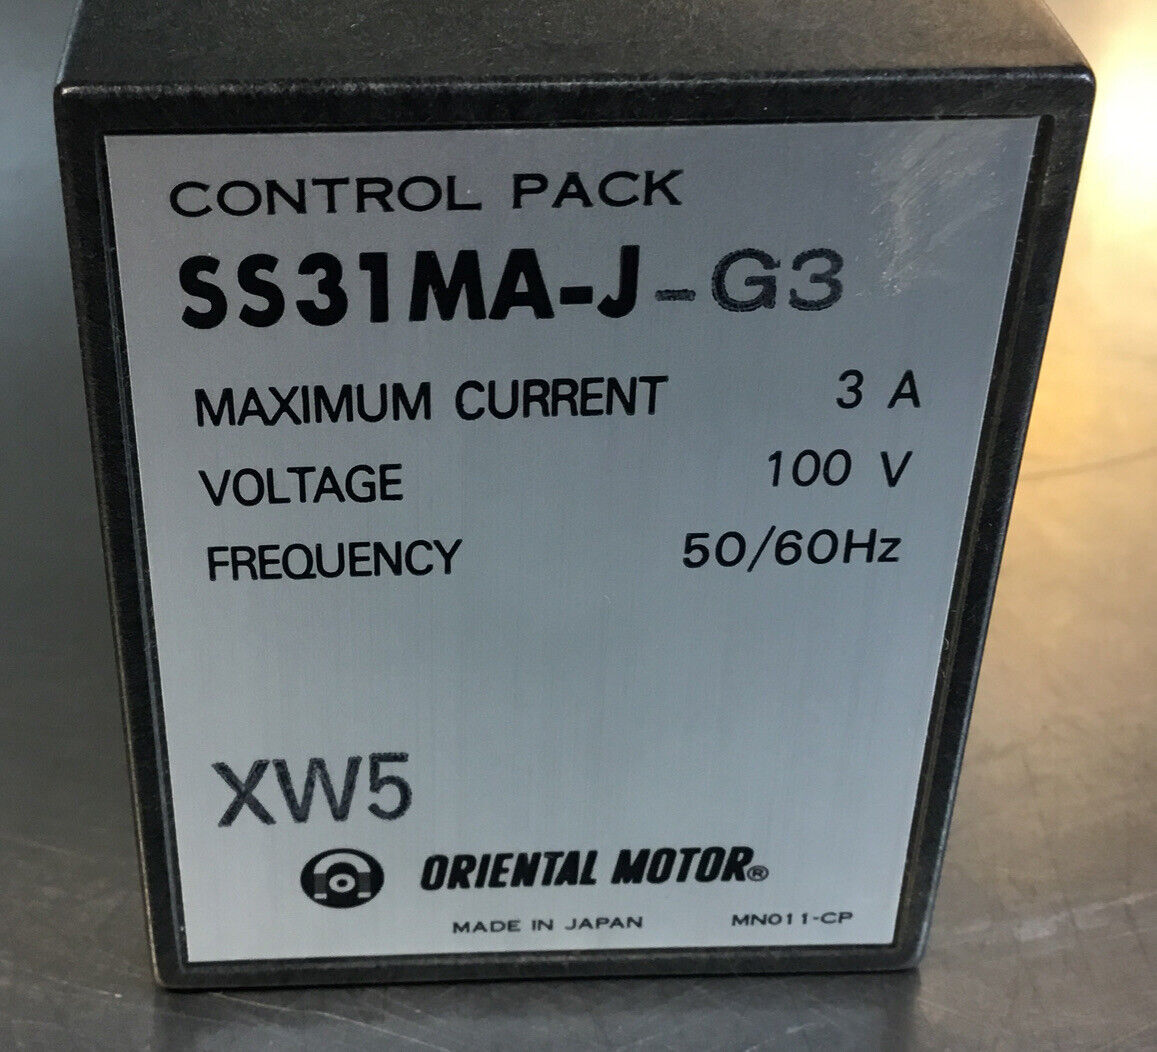 CONTROL PACK
SS31MA-J-G3
MAXIMUM CURRENT 3 A
VOLTAGE 100 V
FREQUENCY 50/60Hz
XW5
ORIENTAL MOTOR®
MADE IN JAPAN MN011-CP